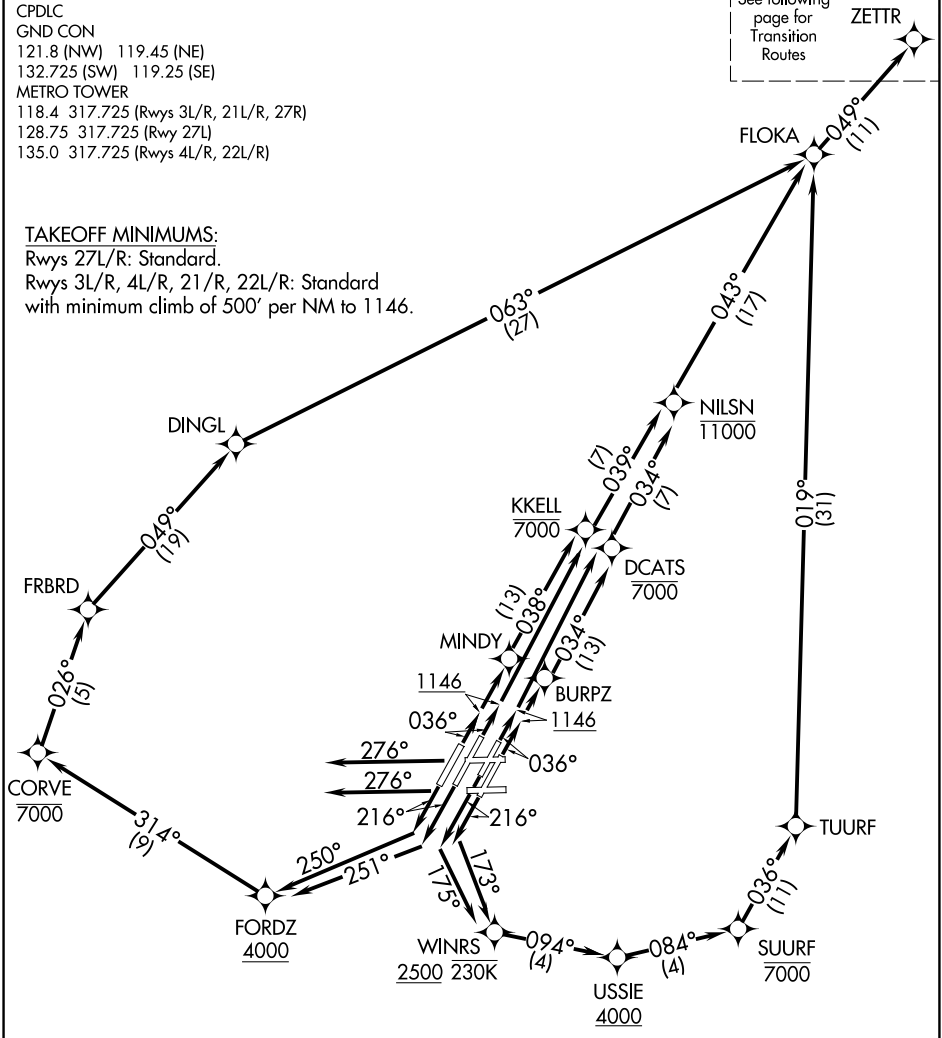 CPDLC
GND CON
121.8 (NW) 119.45 (NE)
132.725 (SW) 119.25 (SE)
METRO TOWER
118.4 317.725 (Rwys 3L/R, 21L/R, 27R)
128.75 317.725 (Rwy 27L)
135.0 317.725 (Rwys 4L/R, 22L/R)
See following
page for
Transition
Routes
ZETTR
049°
(11)
FLOKA
TAKEOFF MINIMUMS:
Rwys 27L/R: Standard.
Rwys 3L/R, 4L/R, 21/R, 22L/R: Standard
with minimum climb of 500' per NM to 1146.
063°
(27)
043°
(17)
DINGL
NILSN
11000
(7)
039°
034°
(7)
019°
(31)
KKELL
7000
049°
(19)
DCATS
7000
FRBRD
(13)
038°
034°
(13)
MINDY
026°
(5)
1146
BURPZ
1146
036°
036°
276°
276°
CORVE
7000
216°
216°
TUURF
314°
(9)
250°
251°
175°
173°
036°
(11)
FORDZ
4000
WINRS
2500 230K
094°
(4)
084°
(4)
SUURF
7000
USSIE
4000